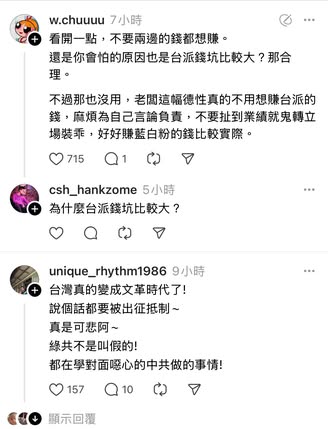 w.chuuuu 7小時
看開一點，不要兩邊的錢都想賺。
還是你會怕的原因也是台派錢坑比較大？那合
理。
不過那也沒用，老闆這幅德性真的不用想賺台派的
錢，麻煩為自己言論負責，不要扯到業績就鬼轉立
場裝乖，好好賺藍白粉的錢比較實際。
715 1
csh_hankzome 5小時
為什麼台派錢坑比較大？
unique_rhythm1986 9小時
台灣真的變成文革時代了!
說個話都要被出征抵制～
真是可悲阿～
綠共不是叫假的!
都在學對面噁心的中共做的事情!
157 10
顯示回覆